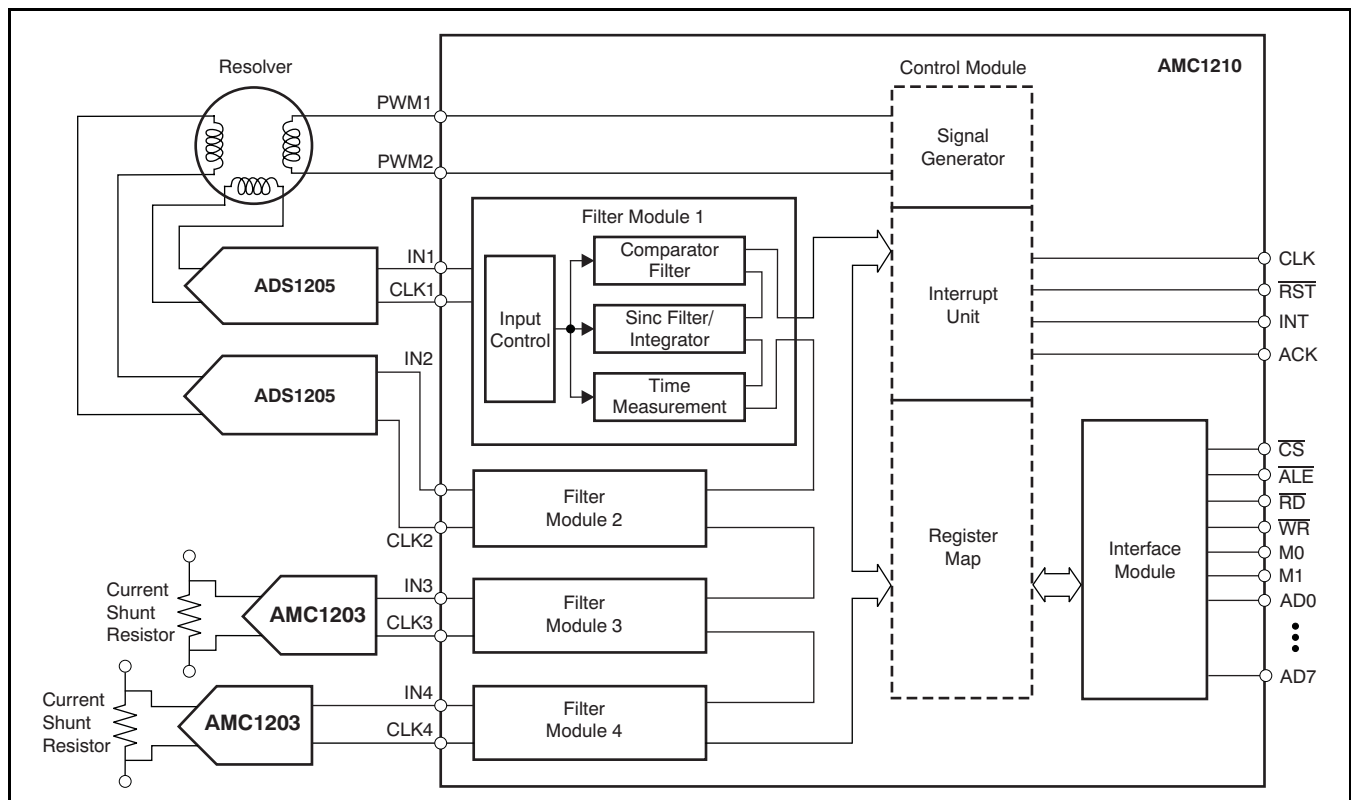 AMC1210
Resolver
Control Module
PWM1
Signal
Generator
PWM2
Filter Module 1
Comparator
Filter
IN1
ADS1205
CLK1
Input
Control
Sinc Filter/
Integrator
Interrupt
Unit
CLK
RST
INT
ACK
IN2
ADS1205
Time
Measurement
CS
ALE
RD
WR
M0
M1
AD0
AD7
Filter
Module 2
CLK2
Register
Map
Interface
Module
Current
Shunt
Resistor
AMC1203
IN3
CLK3
Filter
Module 3
Current
Shunt
Resistor
AMC1203
IN4
CLK4
Filter
Module 4